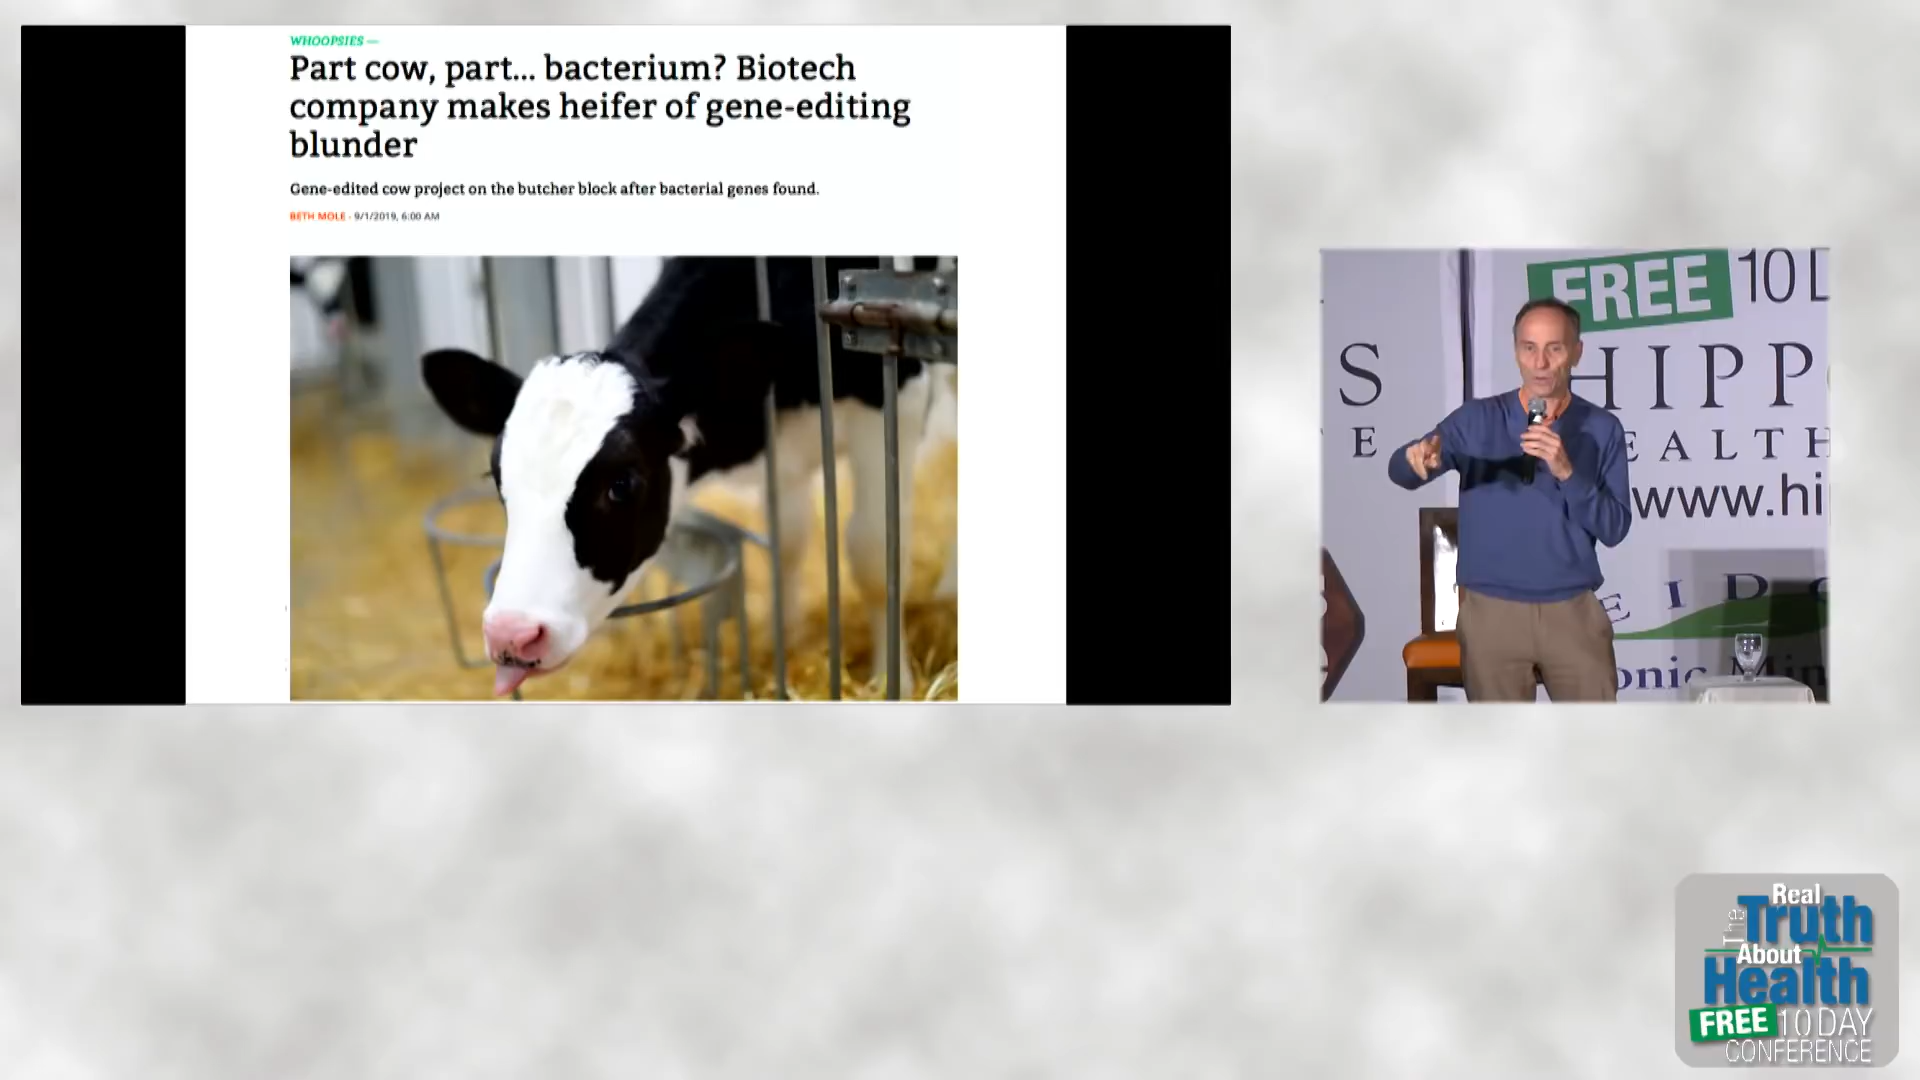 WHOOPSIES —
Part cow, part... bacterium? Biotech
company makes heifer of gene-editing
blunder
Gene-edited cow project on the butcher block after bacterial genes found.
BETH MOLE - 9/1/2019, 6:00 AM
FREE 10 D
S HIPP
E EALTH
www.hi
E I D
onic Min
The Real
Truth
About
Health
FREE 10 DAY
CONFERENCE